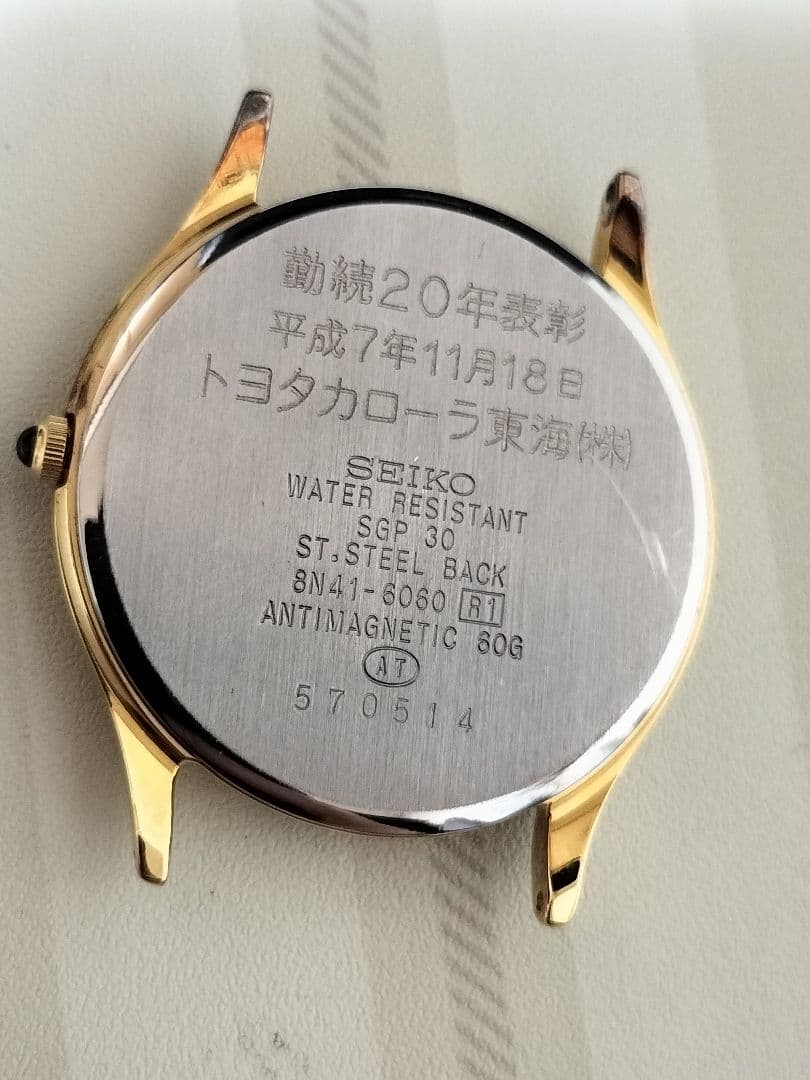 勤続20年表彰
平成7年11月18日
トヨタカローラ東海(株)
SEIKO
WATER RESISTANT
SGP 30
ST.STEEL BACK
8N41-6060 R1
ANTIMAGNETIC 60G
AT
570514